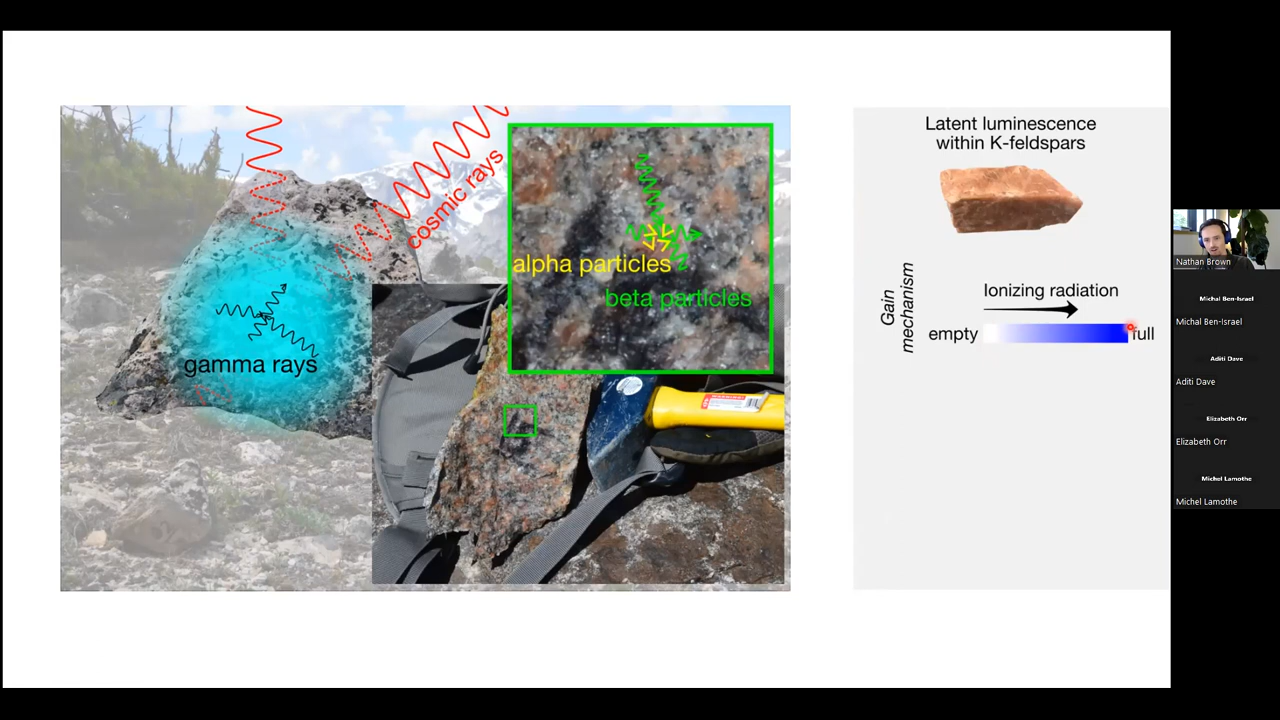 cosmic rays
gamma rays
alpha particles
beta particles
Latent luminescence
within K-feldspars
Gain
mechanism
Ionizing radiation
empty
full
Nathan Brown
Michal Ben-Israel
Michal Ben-Israel
Aditi Dave
Aditi Dave
Elizabeth Orr
Elizabeth Orr
Michel Lamothe
Michel Lamothe